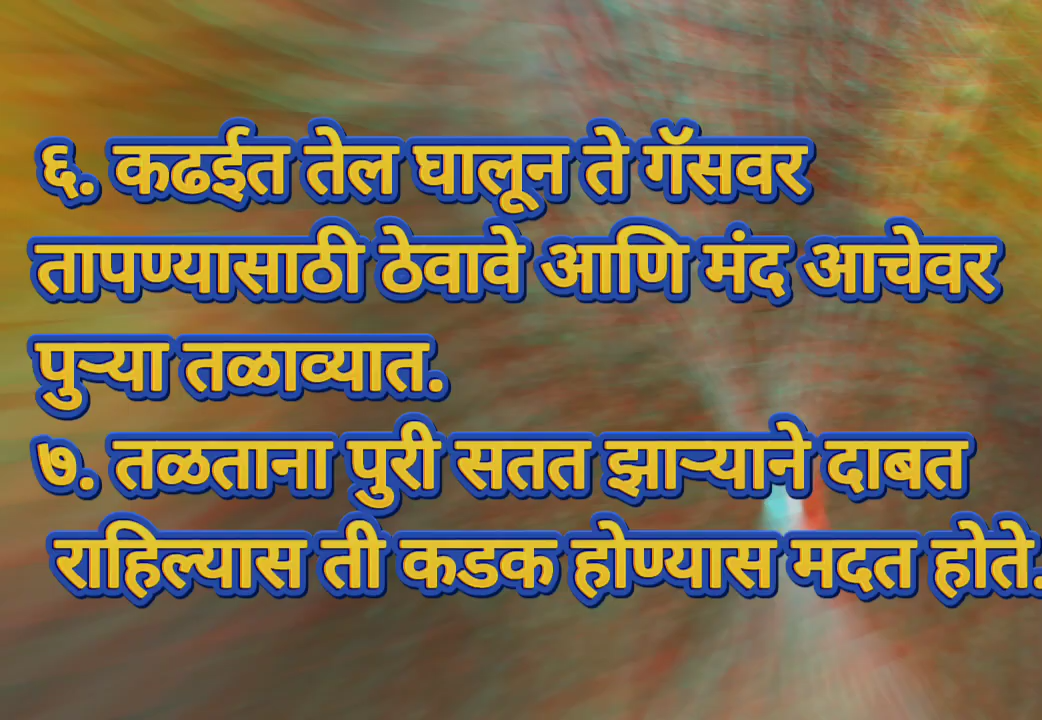 ६. कढईत तेल घालून ते गॅसवर
तापण्यासाठी ठेवावे आणि मंद आचेवर
पुऱ्या तळाव्यात.
७. तळताना पुरी सतत झाऱ्याने दाबत
राहिल्यास ती कडक होण्यास मदत होते.